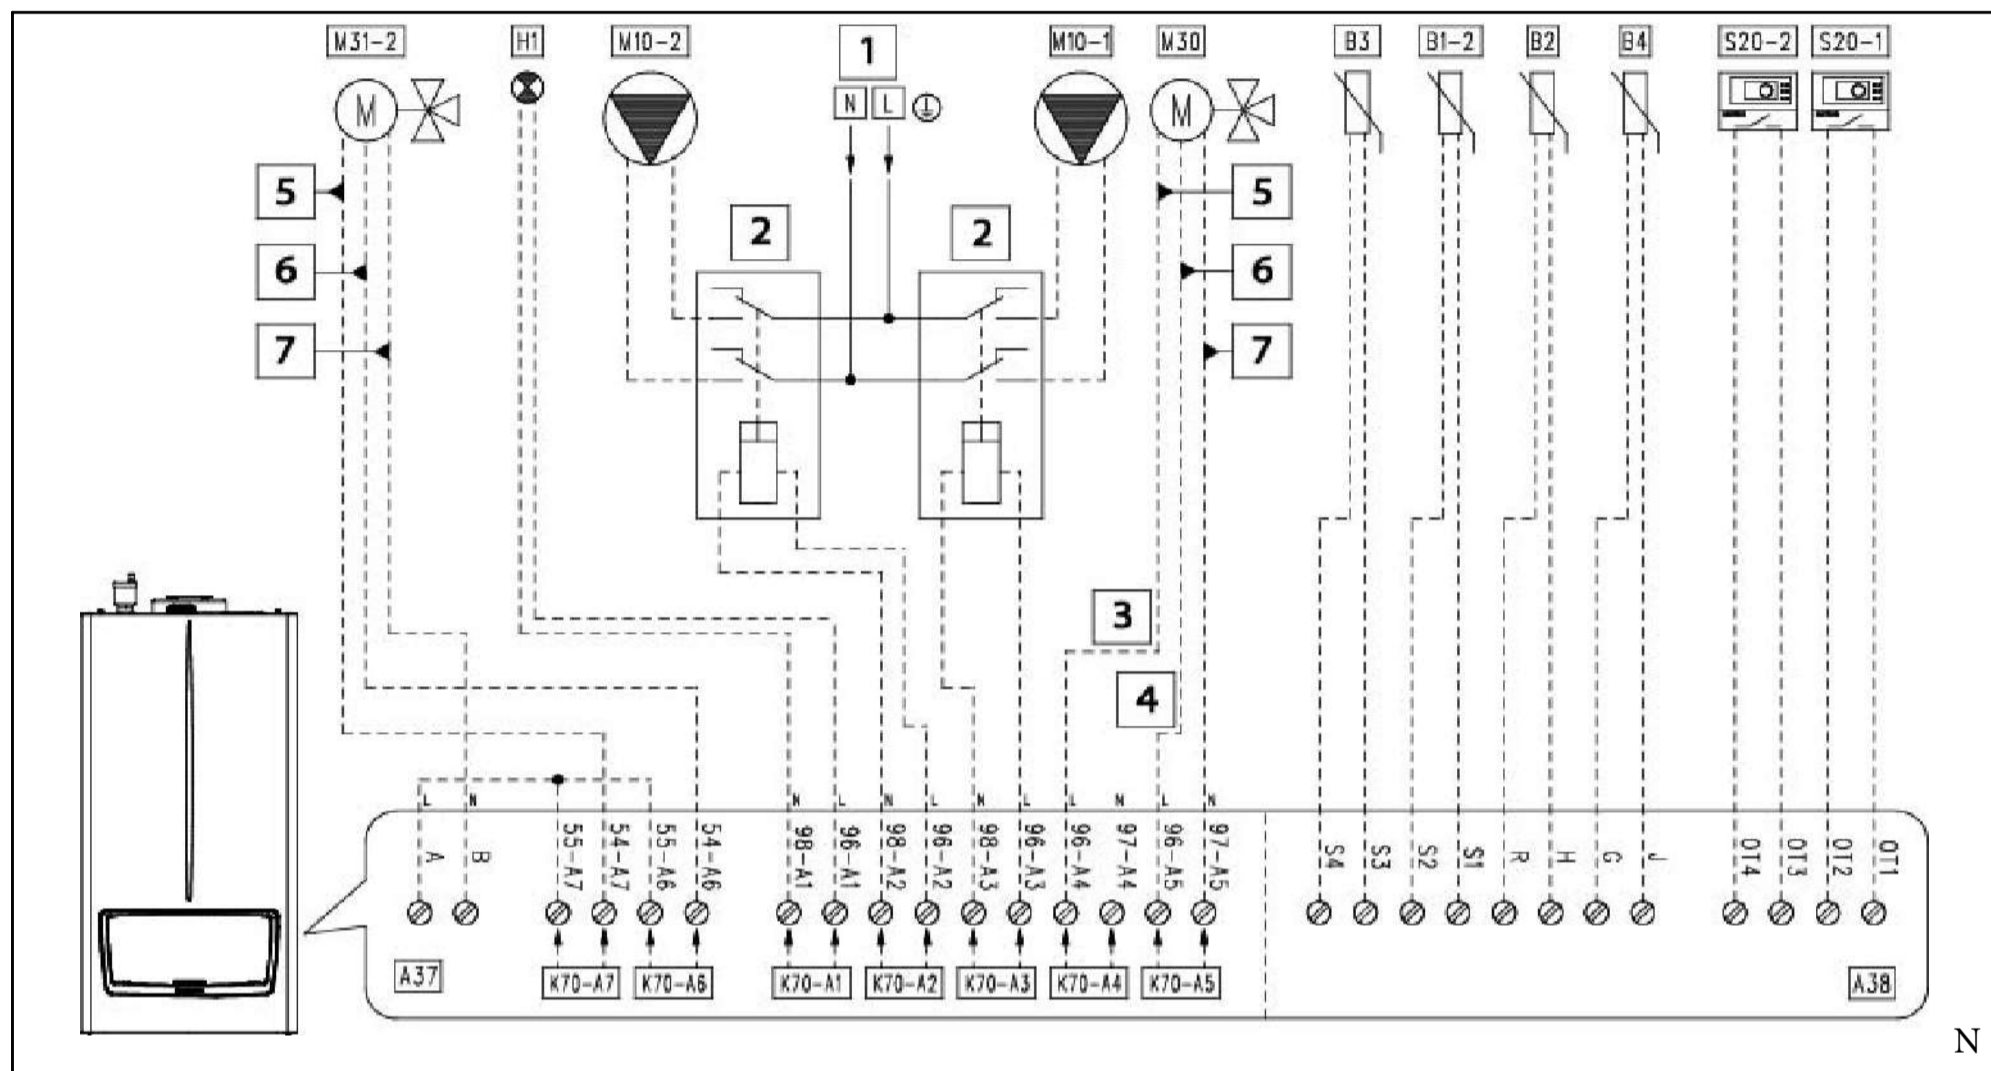 M31-2 H1 M10-2 1 M10-1 M30 B3 B1-2 B2 B4 S20-2 S20-1
M N L M
5 5
2 2
6 6
7 7
3
4
L N N L N L N L L N L N
A B 55-A7 54-A7 55-A6 54-A6 98-A1 96-A1 98-A2 96-A2 98-A3 96-A3 96-A4 97-A4 96-A5 97-A5 S4 S3 S2 S1 R H G J OT4 OT3 OT2 OT1
A37 K70-A7 K70-A6 K70-A1 K70-A2 K70-A3 K70-A4 K70-A5 A38
N